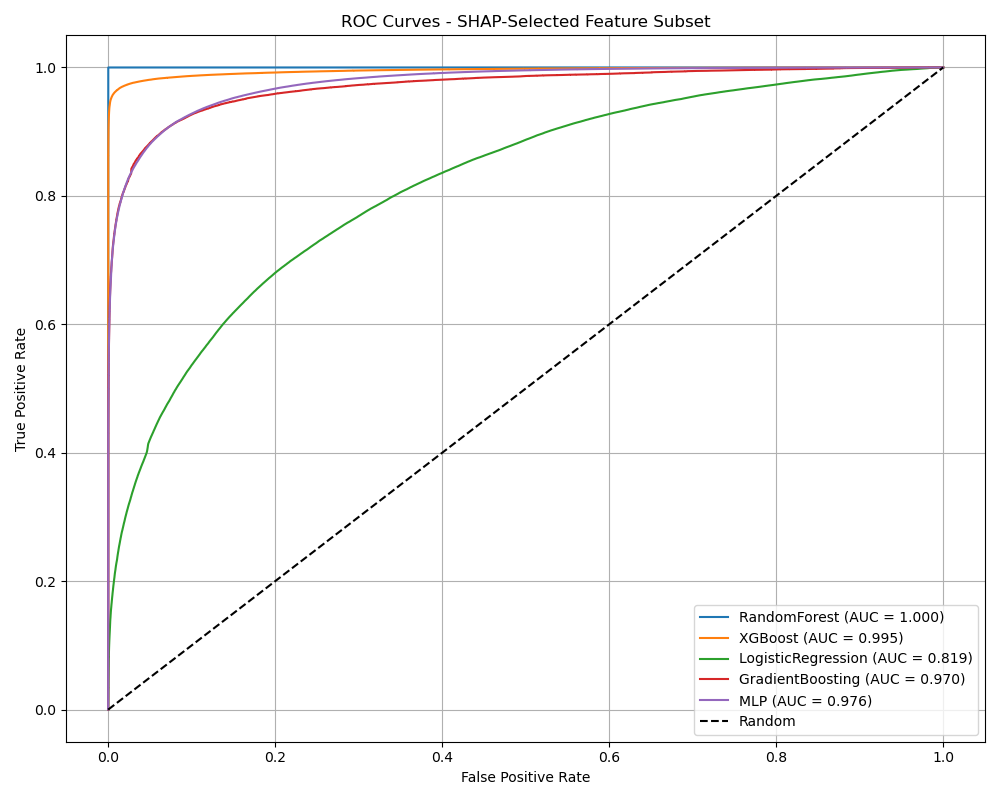 ROC Curves - SHAP-Selected Feature Subset
1.0
0.8
0.6
0.4
0.2
0.0
True Positive Rate
0.0 0.2 0.4 0.6 0.8 1.0
False Positive Rate
RandomForest (AUC = 1.000)
XGBoost (AUC = 0.995)
LogisticRegression (AUC = 0.819)
GradientBoosting (AUC = 0.970)
MLP (AUC = 0.976)
Random